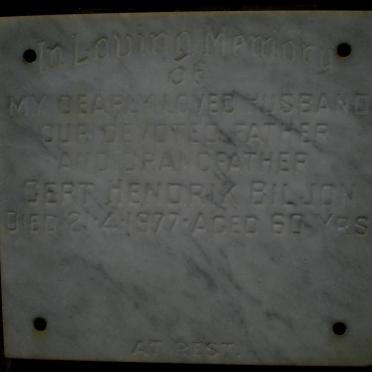 In Loving Memory
OF
MY DEARLY LOVED HUSBAND
OUR DEVOTED FATHER
AND GRANDFATHER
GERT HENDRIK BILJON
DIED 21·4·1977·AGED 60 YRS
AT REST.